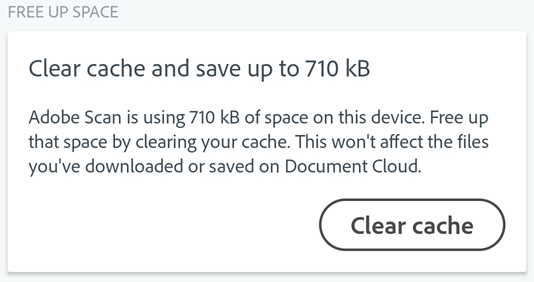 FREE UP SPACE
Clear cache and save up to 710 kB
Adobe Scan is using 710 kB of space on this device. Free up
that space by clearing your cache. This won't affect the files
you've downloaded or saved on Document Cloud.
Clear cache